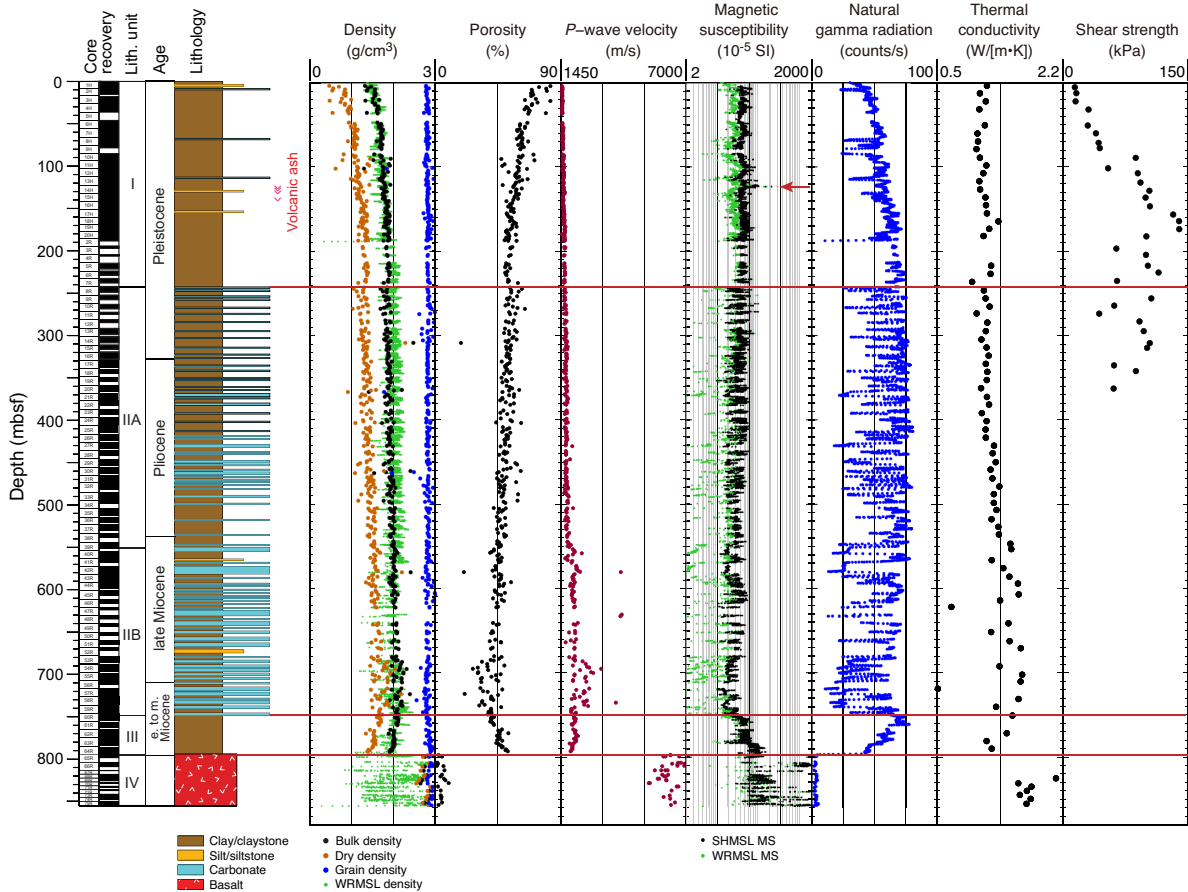 Core
recovery
Lith. unit
Age
Lithology
Density
(g/cm3)
Porosity
(%)
P–wave velocity
(m/s)
Magnetic
susceptibility
(10-5 SI)
Natural
gamma radiation
(counts/s)
Thermal
conductivity
(W/[m•K])
Shear strength
(kPa)
0 3 0 90 1450 7000 2 2000 0 100 0.5 2.2 0 150
Depth (mbsf)
0
100
200
300
400
500
600
700
800
I
IIA
IIB
III
IV
Pleistocene
Pliocene
late Miocene
e. to m.
Miocene
Volcanic ash
Clay/claystone
Silt/siltstone
Carbonate
Basalt
Bulk density
Dry density
Grain density
WRMSL density
SHMSL MS
WRMSL MS